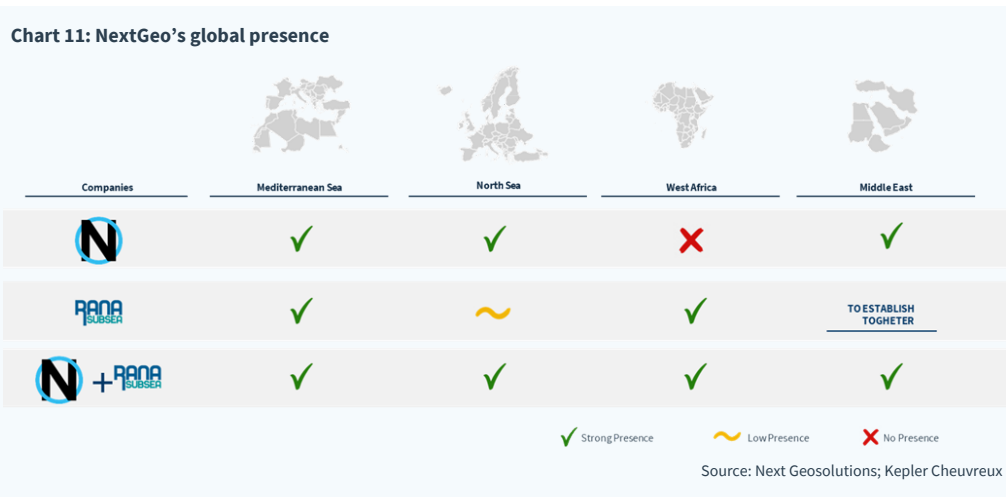 Chart 11: NextGeo's global presence
Companies
Mediterranean Sea
North Sea
West Africa
Middle East
N
RANA
SUBSEA
TO ESTABLISH
TOGHETER
N + RANA
SUBSEA
Strong Presence
Low Presence
No Presence
Source: Next Geosolutions; Kepler Cheuvreux